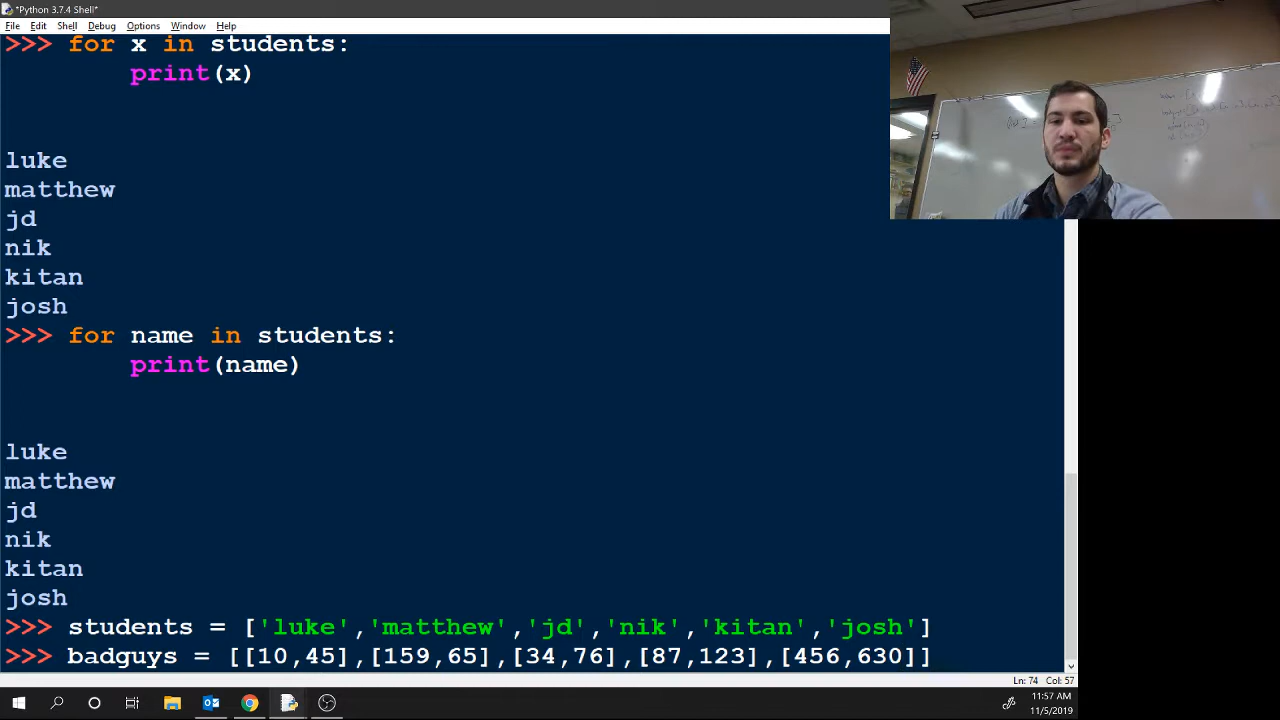 *Python 3.7.4 Shell*
File Edit Shell Debug Options Window Help
>>> for x in students:
        print(x)
luke
matthew
jd
nik
kitan
josh
>>> for name in students:
        print(name)
luke
matthew
jd
nik
kitan
josh
>>> students = ['luke','matthew','jd','nik','kitan','josh']
>>> badguys = [[10,45],[159,65],[34,76],[87,123],[456,630]]
Ln: 74 Col: 57
11:57 AM
11/5/2019